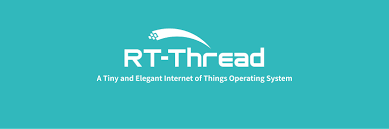 RT-Thread
A Tiny and Elegant Internet of Things Operating System